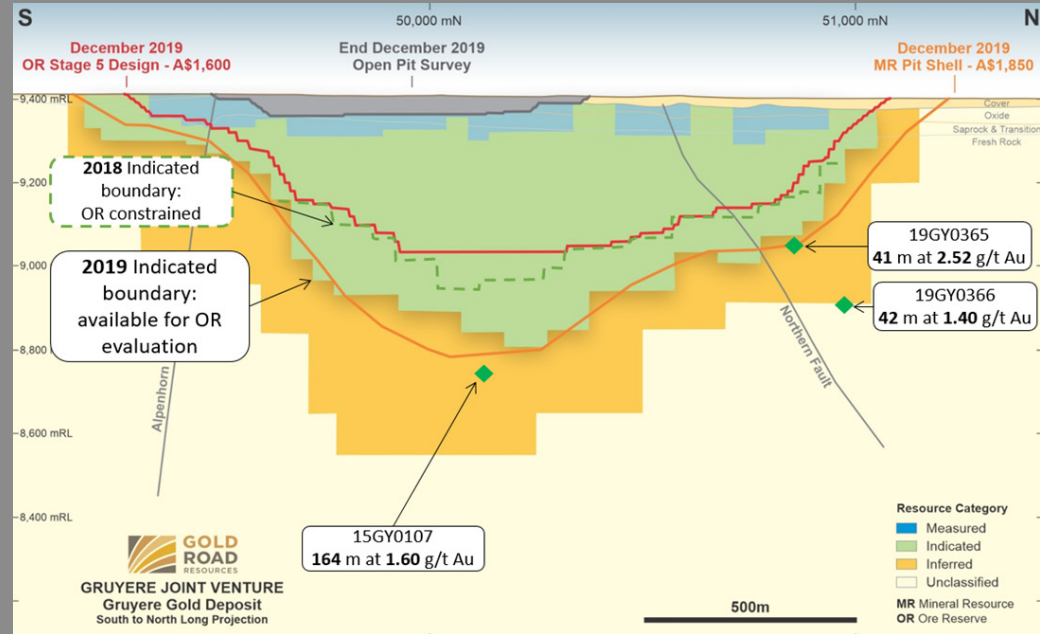 S
50,000 mN
51,000 mN
N
December 2019
OR Stage 5 Design - A$1,600
End December 2019
Open Pit Survey
December 2019
MR Pit Shell - A$1,850
9,400 mRL
Cover
Oxide
Saprock & Transition
Fresh Rock
2018 Indicated
boundary:
OR constrained
9,200
19GY0365
41 m at 2.52 g/t Au
9,000
2019 Indicated
boundary:
available for OR
evaluation
19GY0366
42 m at 1.40 g/t Au
Northern Fault
8,800 mRL
Alpenhorn
8,600 mRL
8,400 mRL
15GY0107
164 m at 1.60 g/t Au
GOLD
ROAD
RESOURCES
GRUYERE JOINT VENTURE
Gruyere Gold Deposit
South to North Long Projection
500m
Resource Category
Measured
Indicated
Inferred
Unclassified
MR Mineral Resource
OR Ore Reserve